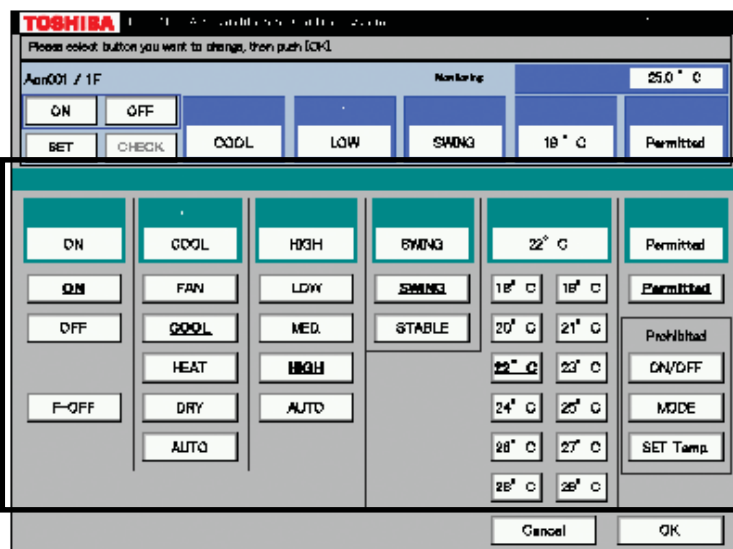 TOSHIBA
Please select button you want to change, then push [OK].
Acn001 / 1F Monitoring 25.0 ° C
ON OFF
SET CHECK COOL LOW SWING 19 ° C Permitted
ON COOL HIGH SWING 22° C Permitted
ON FAN LOW SWING 18° C 19° C Permitted
OFF COOL MED. STABLE 20° C 21° C Prohibited
HEAT HIGH 22° C 23° C ON/OFF
F-OFF DRY AUTO 24° C 25° C MODE
AUTO 26° C 27° C SET Temp.
28° C 29° C
Cancel OK